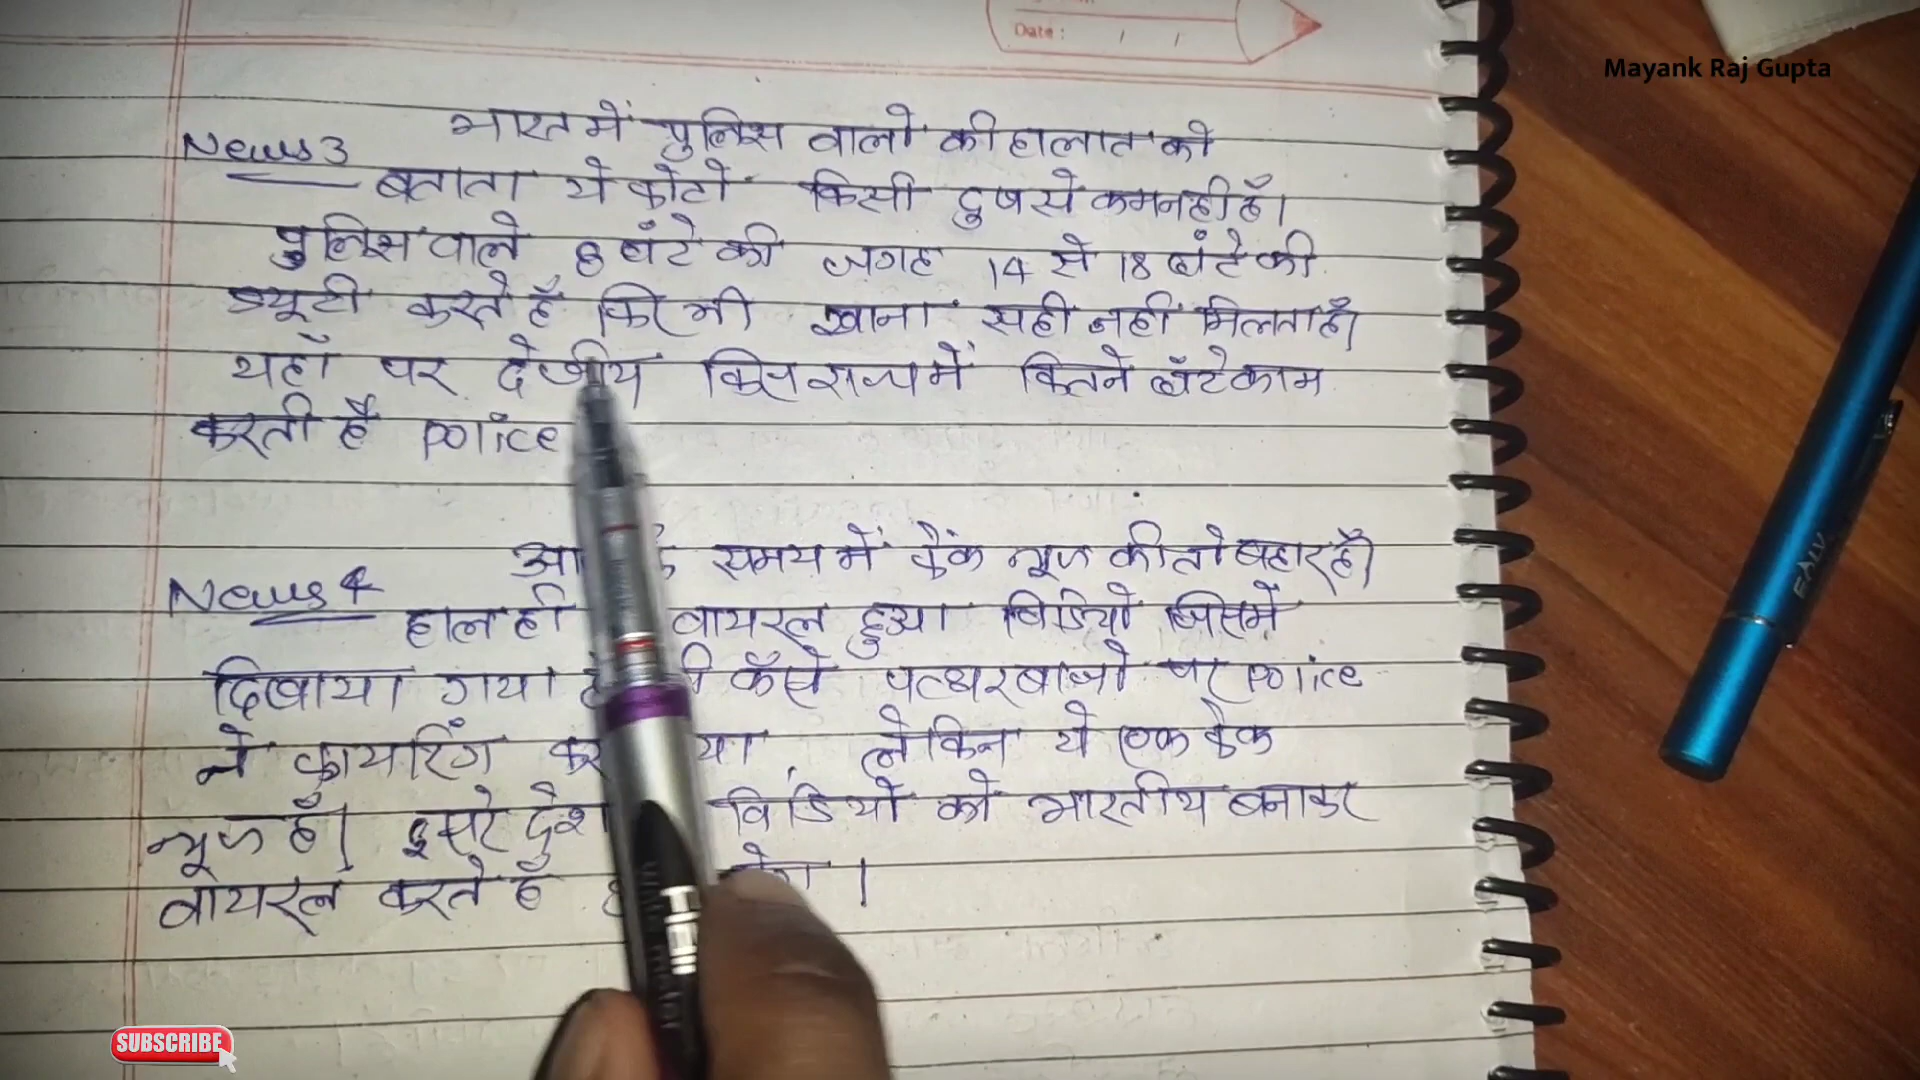 Date : / /
Mayank Raj Gupta
News 3 भारत में पुलिस वालो की हालात को
बताता ये फोटो किसी दुष से कम नही है।
पुलिस वाले 8 घंटे की जगह 14 से 18 घंटे की
ड्यूटी करते है फिर भी खाना सही नही मिलता है।
यहाँ पर देखीय किस राज्य में कितने घंटे काम
करती है police
News 4 समय में फैक न्यूज की तो बहार है।
हाल ही वायरल हुआ विडियो जिसमें
दिखाया गया कैसे पत्थरबाजो पर police
ने फायरिंग लेकिन ये एक फेक
न्यूज है। दुसरे देश विडियो को भारतीय बनाकर
वायरल करते है ।
SUBSCRIBE